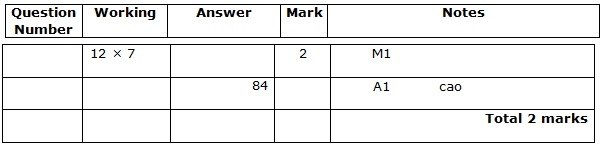 Question Number Working Answer Mark Notes
12 × 7 2 M1
84 A1 cao
Total 2 marks